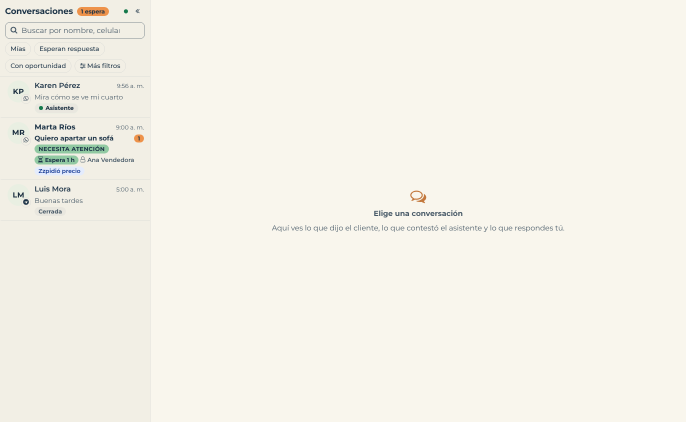 Conversaciones 1 espera «
Buscar por nombre, celula
Mías Esperan respuesta
Con oportunidad Más filtros
KP Karen Pérez 9:56 a. m.
Mira cómo se ve mi cuarto
Asistente
MR Marta Ríos 9:00 a. m.
Quiero apartar un sofá 1
NECESITA ATENCIÓN
Espera 1 h Ana Vendedora
Zzpidió precio
LM Luis Mora 5:00 a. m.
Buenas tardes
Cerrada
Elige una conversación
Aquí ves lo que dijo el cliente, lo que contestó el asistente y lo que respondes tú.